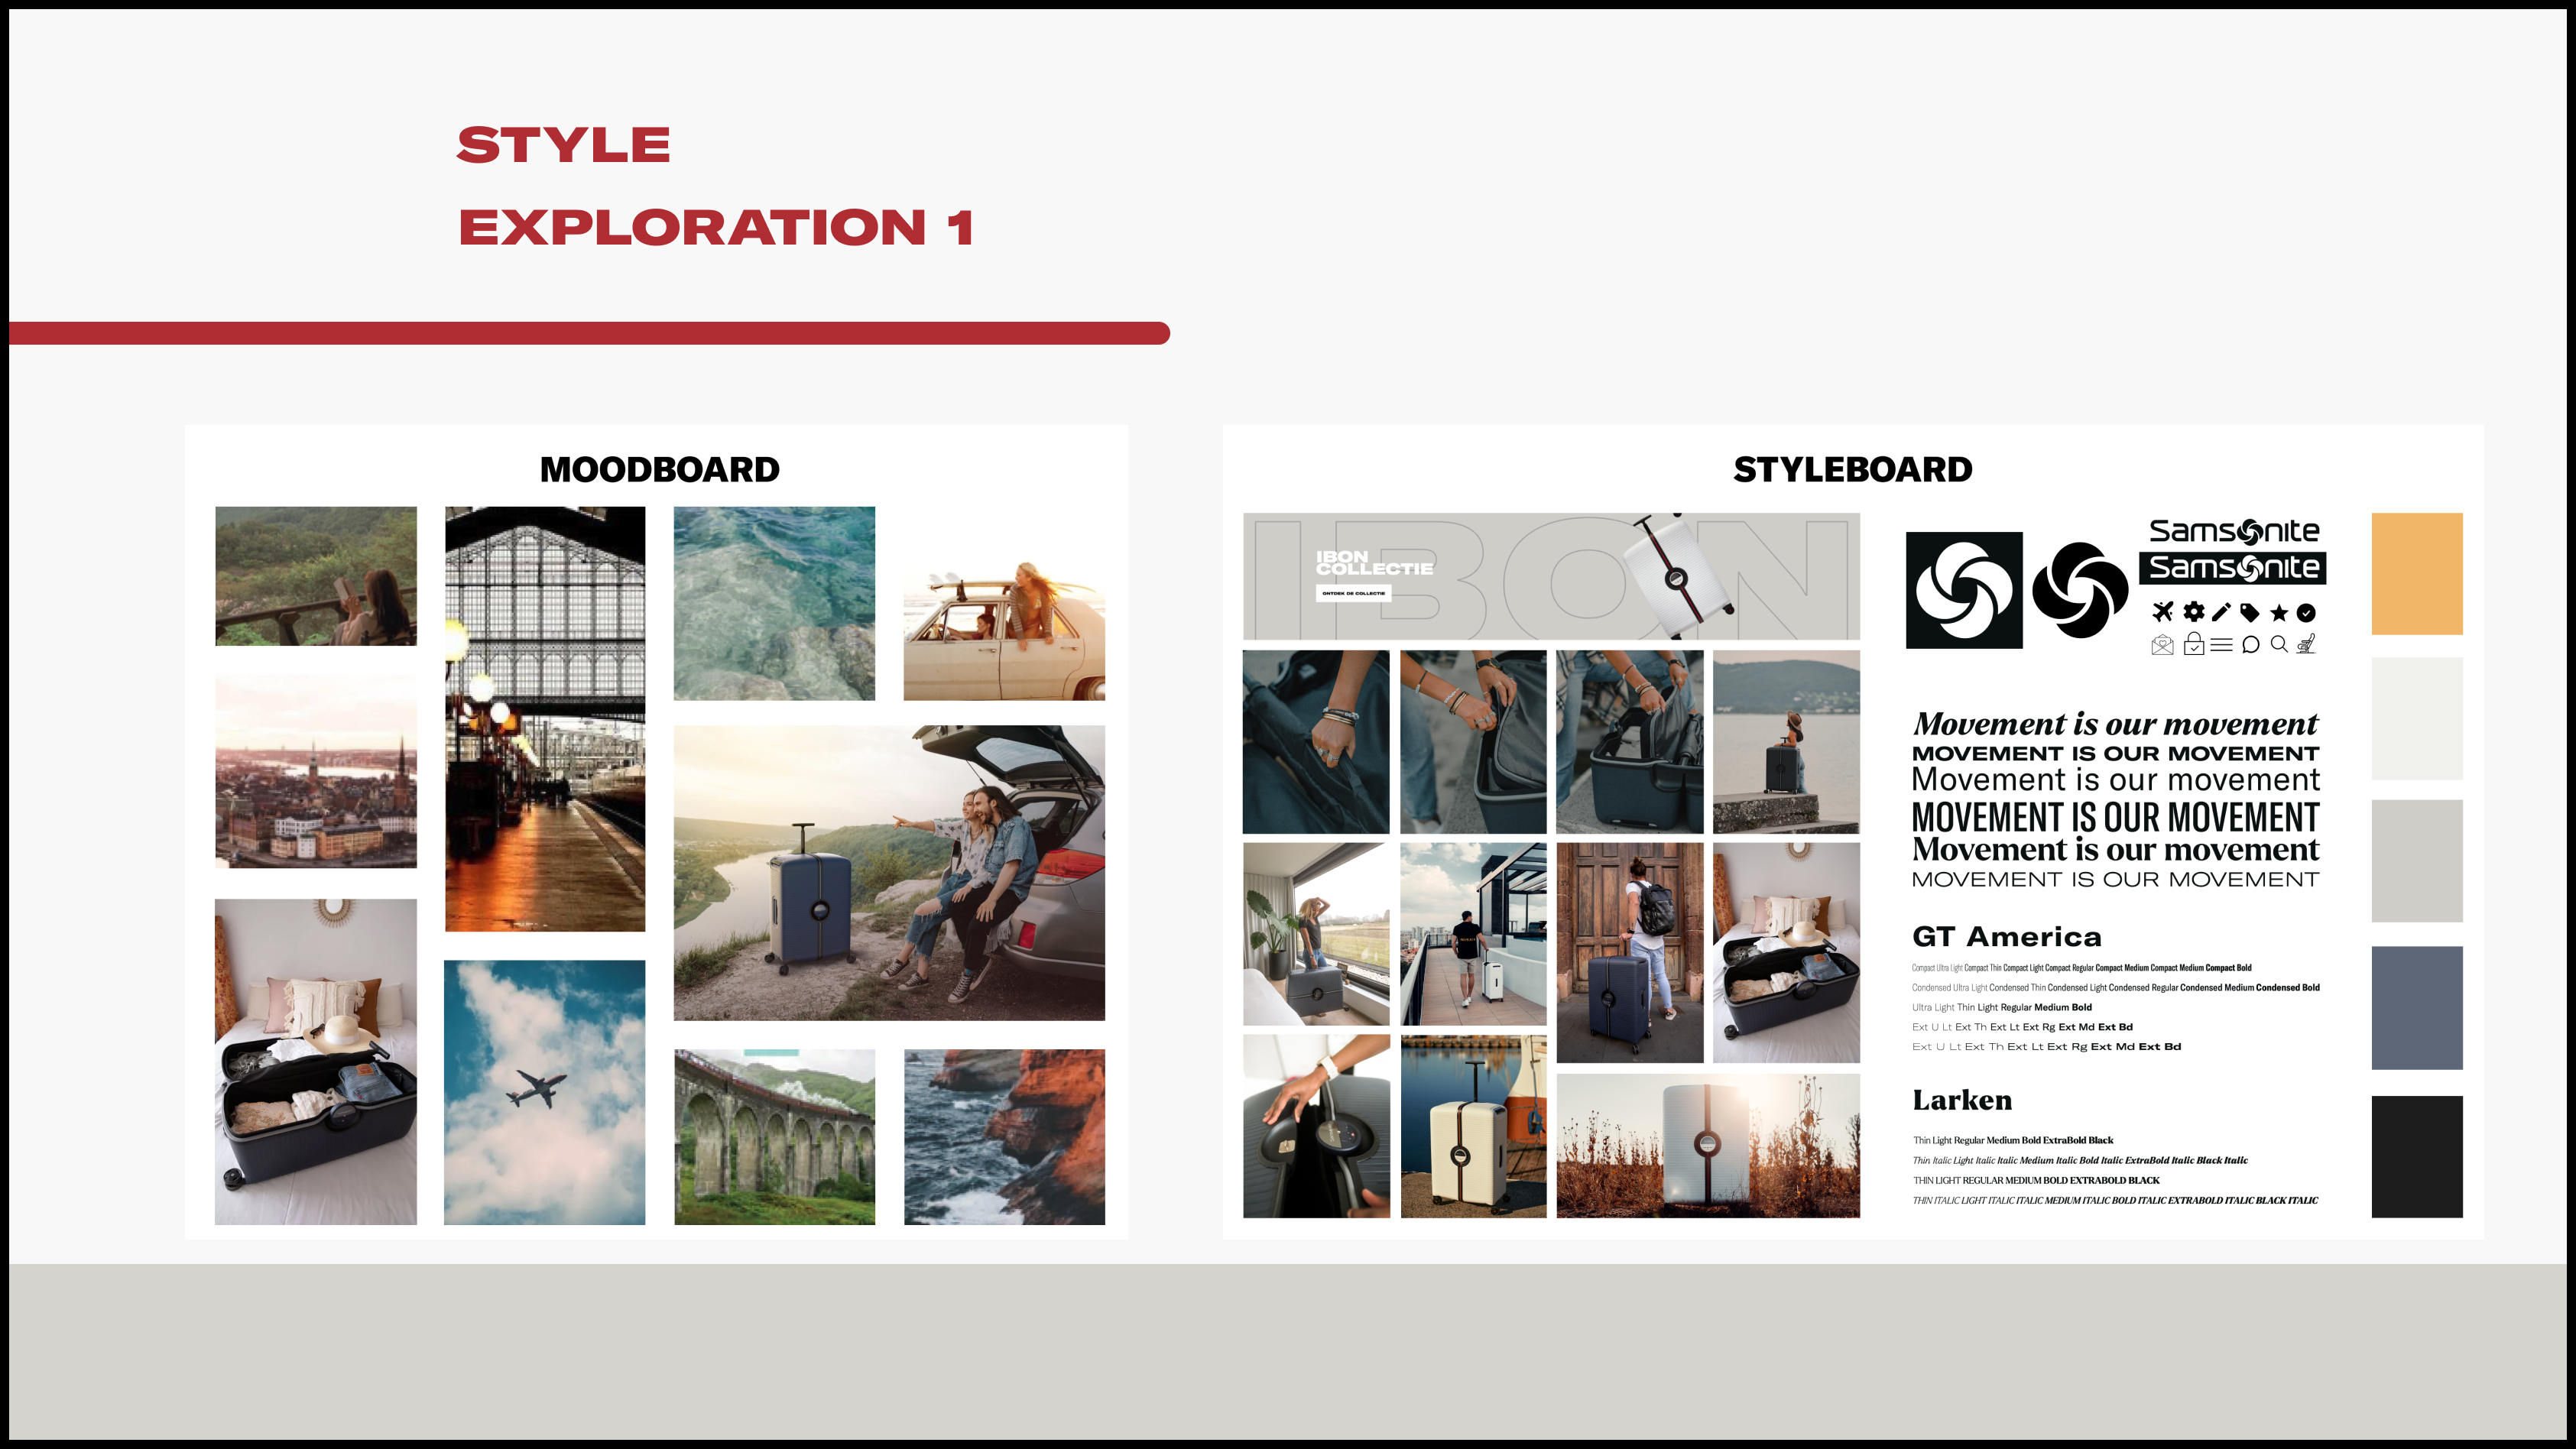 STYLE
EXPLORATION 1
MOODBOARD
STYLEBOARD
IBON
IBON
COLLECTIE
ONTDEK DE COLLECTIE
Samsonite
Samsonite
Movement is our movement
MOVEMENT IS OUR MOVEMENT
Movement is our movement
MOVEMENT IS OUR MOVEMENT
Movement is our movement
MOVEMENT IS OUR MOVEMENT
GT America
Compact Ultra Light Compact Thin Compact Light Compact Regular Compact Medium Compact Medium Compact Bold
Condensed Ultra Light Condensed Thin Condensed Light Condensed Regular Condensed Medium Condensed Bold
Ultra Light Thin Light Regular Medium Bold
Ext U Lt Ext Th Ext Lt Ext Rg Ext Md Ext Bd
Ext U Lt Ext Th Ext Lt Ext Rg Ext Md Ext Bd
Larken
Thin Light Regular Medium Bold ExtraBold Black
Thin Italic Light Italic Italic Medium Italic Bold Italic ExtraBold Italic Black Italic
THIN LIGHT REGULAR MEDIUM BOLD EXTRABOLD BLACK
THIN ITALIC LIGHT ITALIC ITALIC MEDIUM ITALIC BOLD ITALIC EXTRABOLD ITALIC BLACK ITALIC